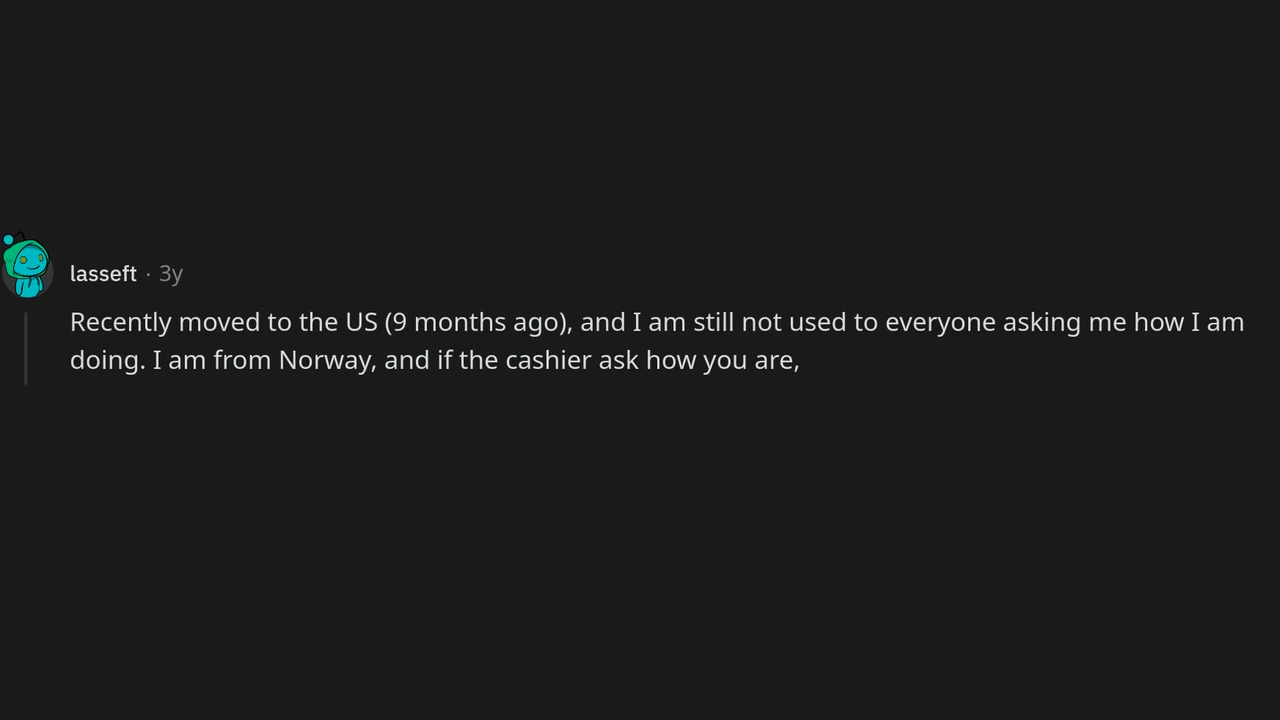 lasseft · 3y
Recently moved to the US (9 months ago), and I am still not used to everyone asking me how I am
doing. I am from Norway, and if the cashier ask how you are,